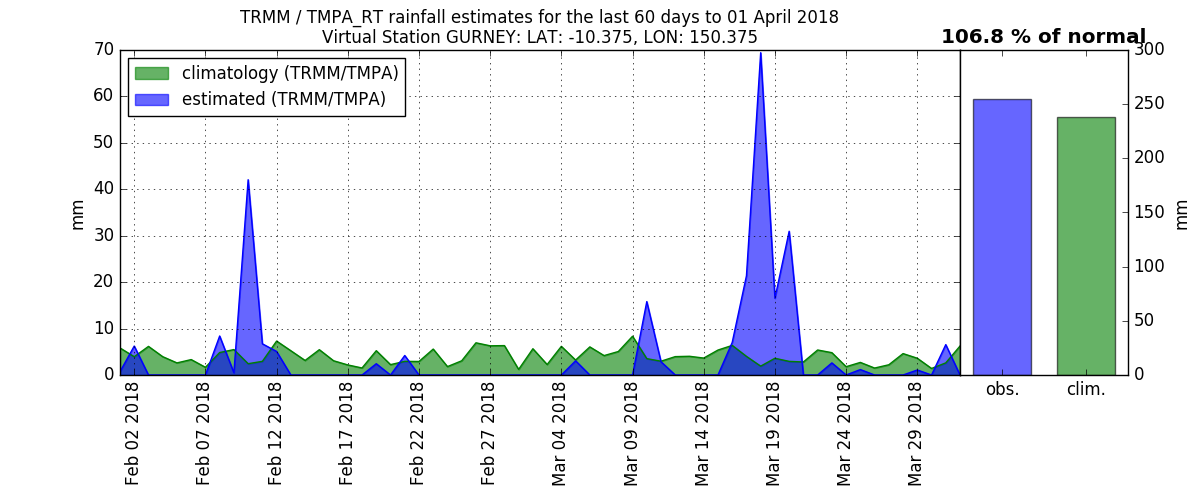 TRMM / TMPA_RT rainfall estimates for the last 60 days to 01 April 2018
Virtual Station GURNEY: LAT: -10.375, LON: 150.375
106.8 % of normal
climatology (TRMM/TMPA)
estimated (TRMM/TMPA)
70
60
50
40
30
20
10
0
mm
Feb 02 2018
Feb 07 2018
Feb 12 2018
Feb 17 2018
Feb 22 2018
Feb 27 2018
Mar 04 2018
Mar 09 2018
Mar 14 2018
Mar 19 2018
Mar 24 2018
Mar 29 2018
obs.
clim.
300
250
200
150
100
50
0
mm